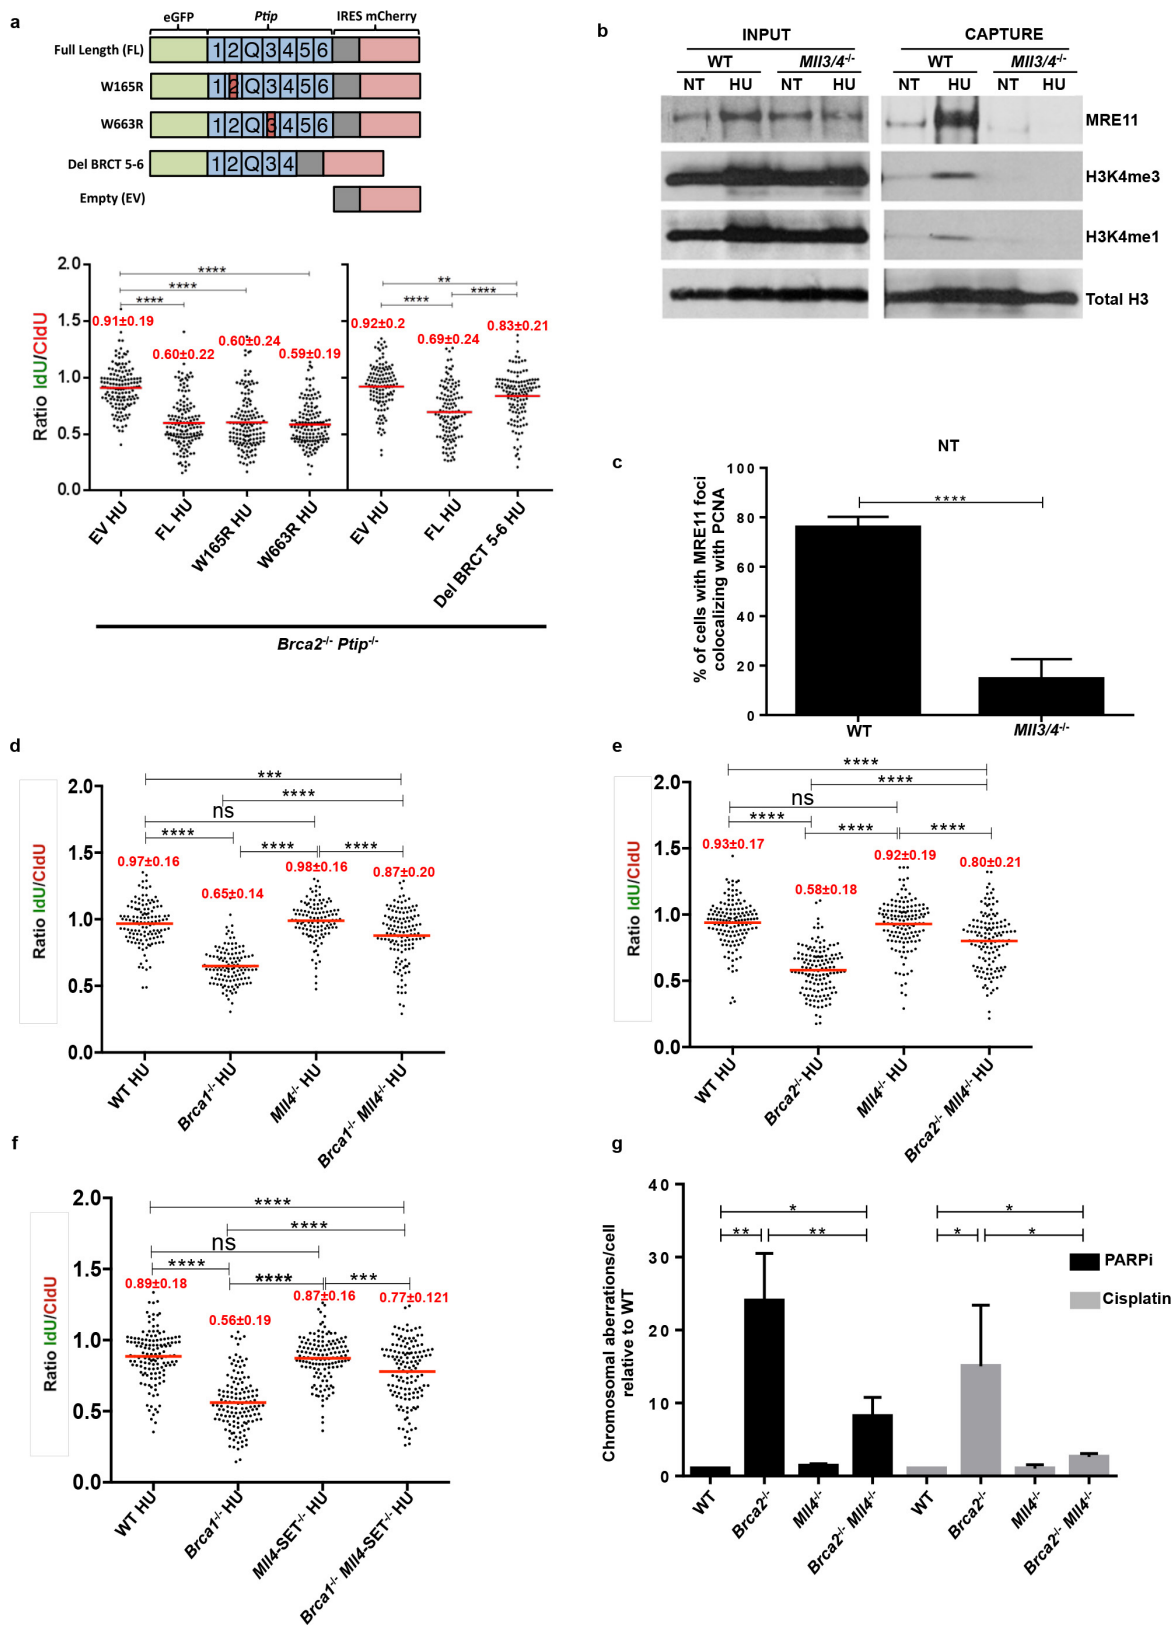 a
eGFP Ptip IRES mCherry
Full Length (FL) 1 2 Q 3 4 5 6
W165R 1 2 Q 3 4 5 6
W663R 1 2 Q 3 4 5 6
Del BRCT 5-6 1 2 Q 3 4
Empty (EV)
Ratio IdU/CldU
2.0
1.5
1.0
0.5
0.0
**** **
**** **** ****
****
0.91±0.19 0.60±0.22 0.60±0.24 0.59±0.19 0.92±0.2 0.69±0.24 0.83±0.21
EV HU FL HU W165R HU W663R HU EV HU FL HU Del BRCT 5-6 HU
Brca2-/- Ptip-/-
b
INPUT CAPTURE
WT Mll3/4-/- WT Mll3/4-/-
NT HU NT HU NT HU NT HU
MRE11
H3K4me3
H3K4me1
Total H3
c
NT
% of cells with MRE11 foci
colocalizing with PCNA
100
80
60
40
20
0
****
WT Mll3/4-/-
d
Ratio IdU/CldU
2.0
1.5
1.0
0.5
0.0
***
****
ns
**** **** ****
0.97±0.16 0.65±0.14 0.98±0.16 0.87±0.20
WT HU Brca1-/- HU Mll4-/- HU Brca1-/- Mll4-/- HU
e
Ratio IdU/CldU
2.0
1.5
1.0
0.5
0.0
****
****
ns
**** **** ****
0.93±0.17 0.58±0.18 0.92±0.19 0.80±0.21
WT HU Brca2-/- HU Mll4-/- HU Brca2-/- Mll4-/- HU
f
Ratio IdU/CldU
2.0
1.5
1.0
0.5
0.0
****
****
ns
**** **** ***
0.89±0.18 0.56±0.19 0.87±0.16 0.77±0.121
WT HU Brca1-/- HU Mll4-SET-/- HU Brca1-/- Mll4-SET-/- HU
g
Chromosomal aberrations/cell
relative to WT
40
30
20
10
0
* *
** ** * *
PARPi
Cisplatin
WT Brca2-/- Mll4-/- Brca2-/- Mll4-/- WT Brca2-/- Mll4-/- Brca2-/- Mll4-/-